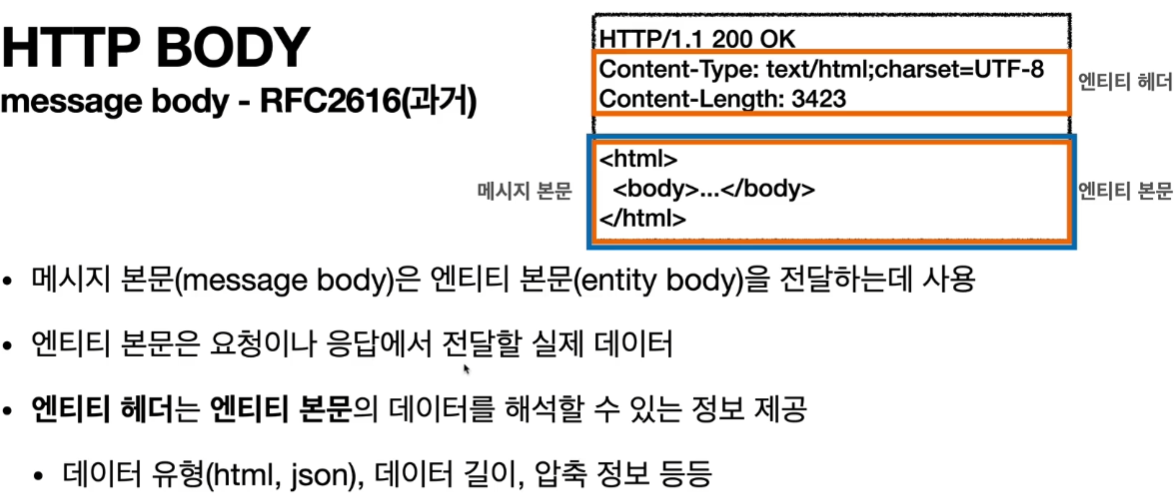 HTTP BODY
message body - RFC2616(과거)
HTTP/1.1 200 OK
Content-Type: text/html;charset=UTF-8
Content-Length: 3423
엔티티 헤더
<html>
<body>...</body>
</html>
메시지 본문
엔티티 본문
• 메시지 본문(message body)은 엔티티 본문(entity body)을 전달하는데 사용
• 엔티티 본문은 요청이나 응답에서 전달할 실제 데이터
• 엔티티 헤더는 엔티티 본문의 데이터를 해석할 수 있는 정보 제공
• 데이터 유형(html, json), 데이터 길이, 압축 정보 등등